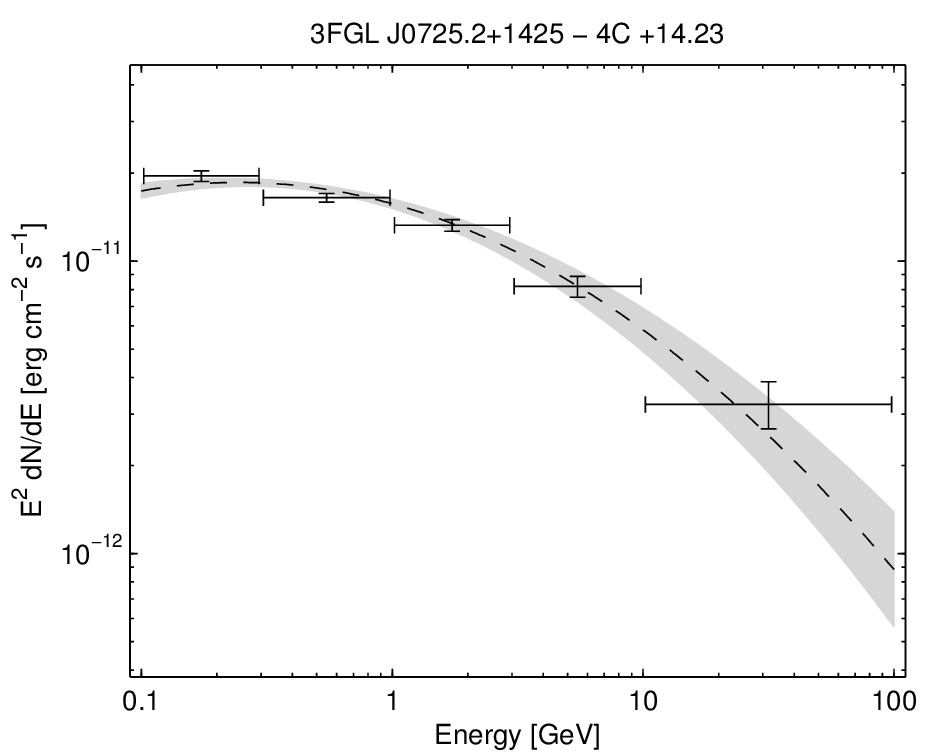 3FGL J0725.2+1425 − 4C +14.23
E² dN/dE [erg cm⁻² s⁻¹]
10⁻¹¹
10⁻¹²
0.1 1 10 100
Energy [GeV]